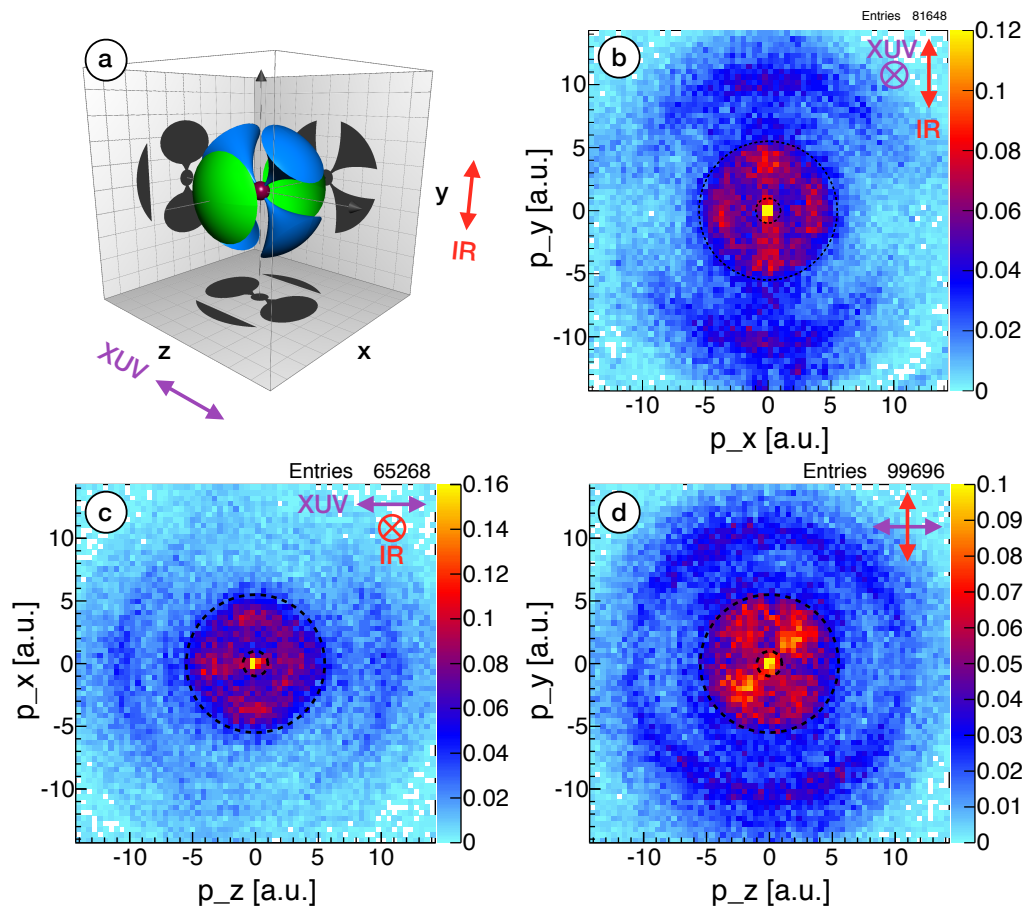 a
y
IR
z
x
XUV
Entries 81648
b
XUV
IR
0.12
0.1
0.08
0.06
0.04
0.02
0
10
5
0
-5
-10
p_y [a.u.]
-10 -5 0 5 10
p_x [a.u.]
Entries 65268
c
XUV
IR
0.16
0.14
0.12
0.10
0.08
0.06
0.04
0.02
0
10
5
0
-5
-10
p_x [a.u.]
-10 -5 0 5 10
p_z [a.u.]
Entries 99696
d
0.1
0.09
0.08
0.07
0.06
0.05
0.04
0.03
0.02
0.01
0
10
5
0
-5
-10
p_y [a.u.]
-10 -5 0 5 10
p_z [a.u.]